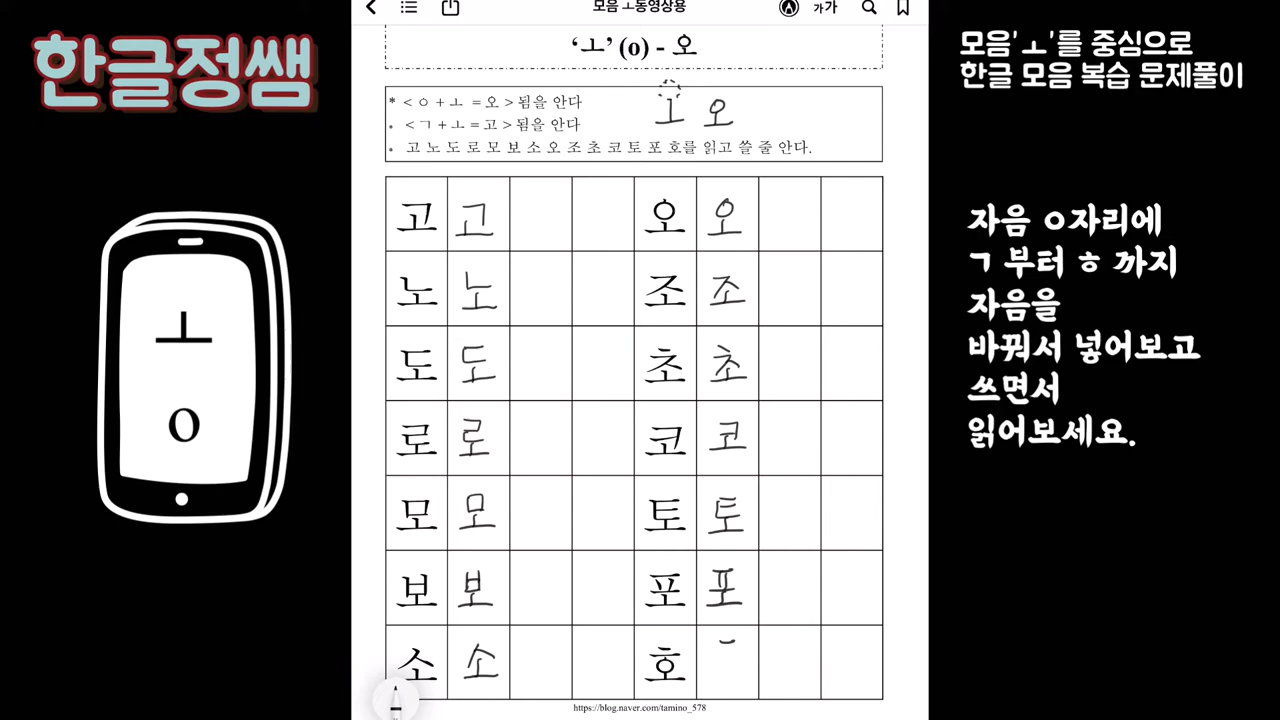 한글정쌤
ㅗ
o
모음 ㅗ동영상용
가가
‘ㅗ’ (o) - 오
* < ㅇ + ㅗ = 오 > 됨을 안다
• < ㄱ + ㅗ = 고 > 됨을 안다
• 고 노 도 로 모 보 소 오 조 초 코 토 포 호를 읽고 쓸 줄 안다.
ㅗ 오
고 고 오 오
노 노 조 조
도 도 초 초
로 로 코 코
모 모 토 토
보 보 포 포
소 소 호
https://blog.naver.com/tamino_578
모음'ㅗ'를 중심으로
한글 모음 복습 문제풀이
자음 ㅇ자리에
ㄱ 부터 ㅎ 까지
자음을
바꿔서 넣어보고
쓰면서
읽어보세요.